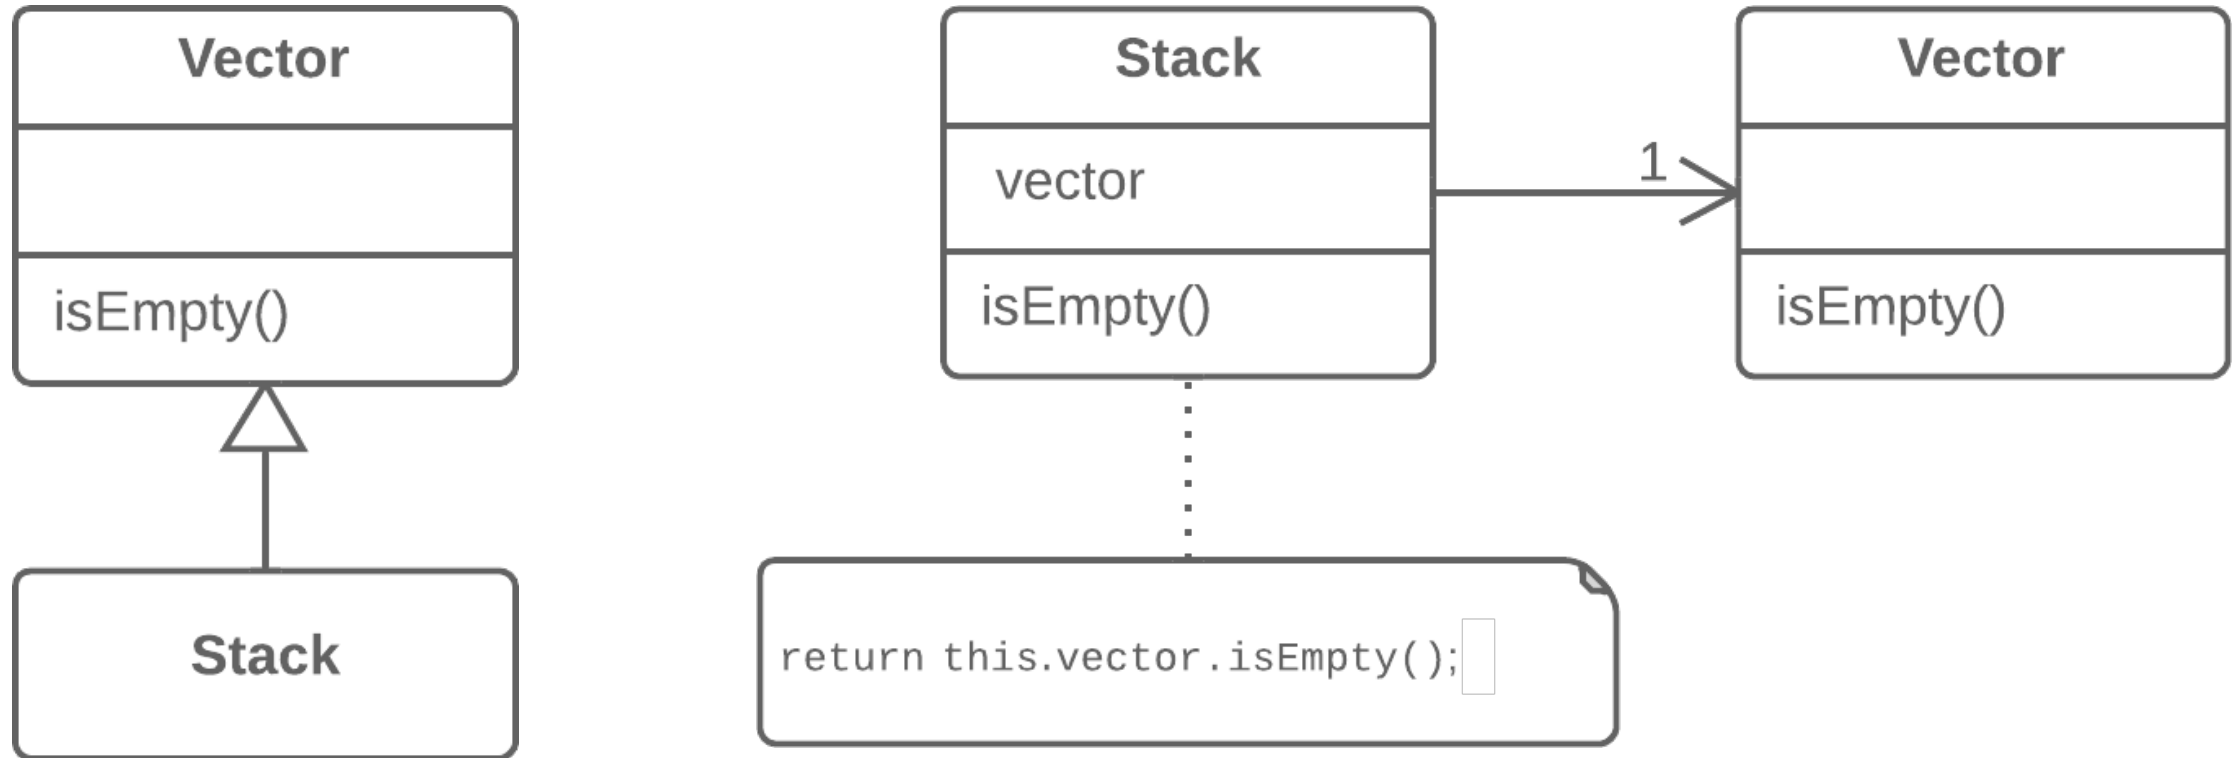 Vector
isEmpty()
Stack
Stack
vector
isEmpty()
1
Vector
isEmpty()
return this.vector.isEmpty();